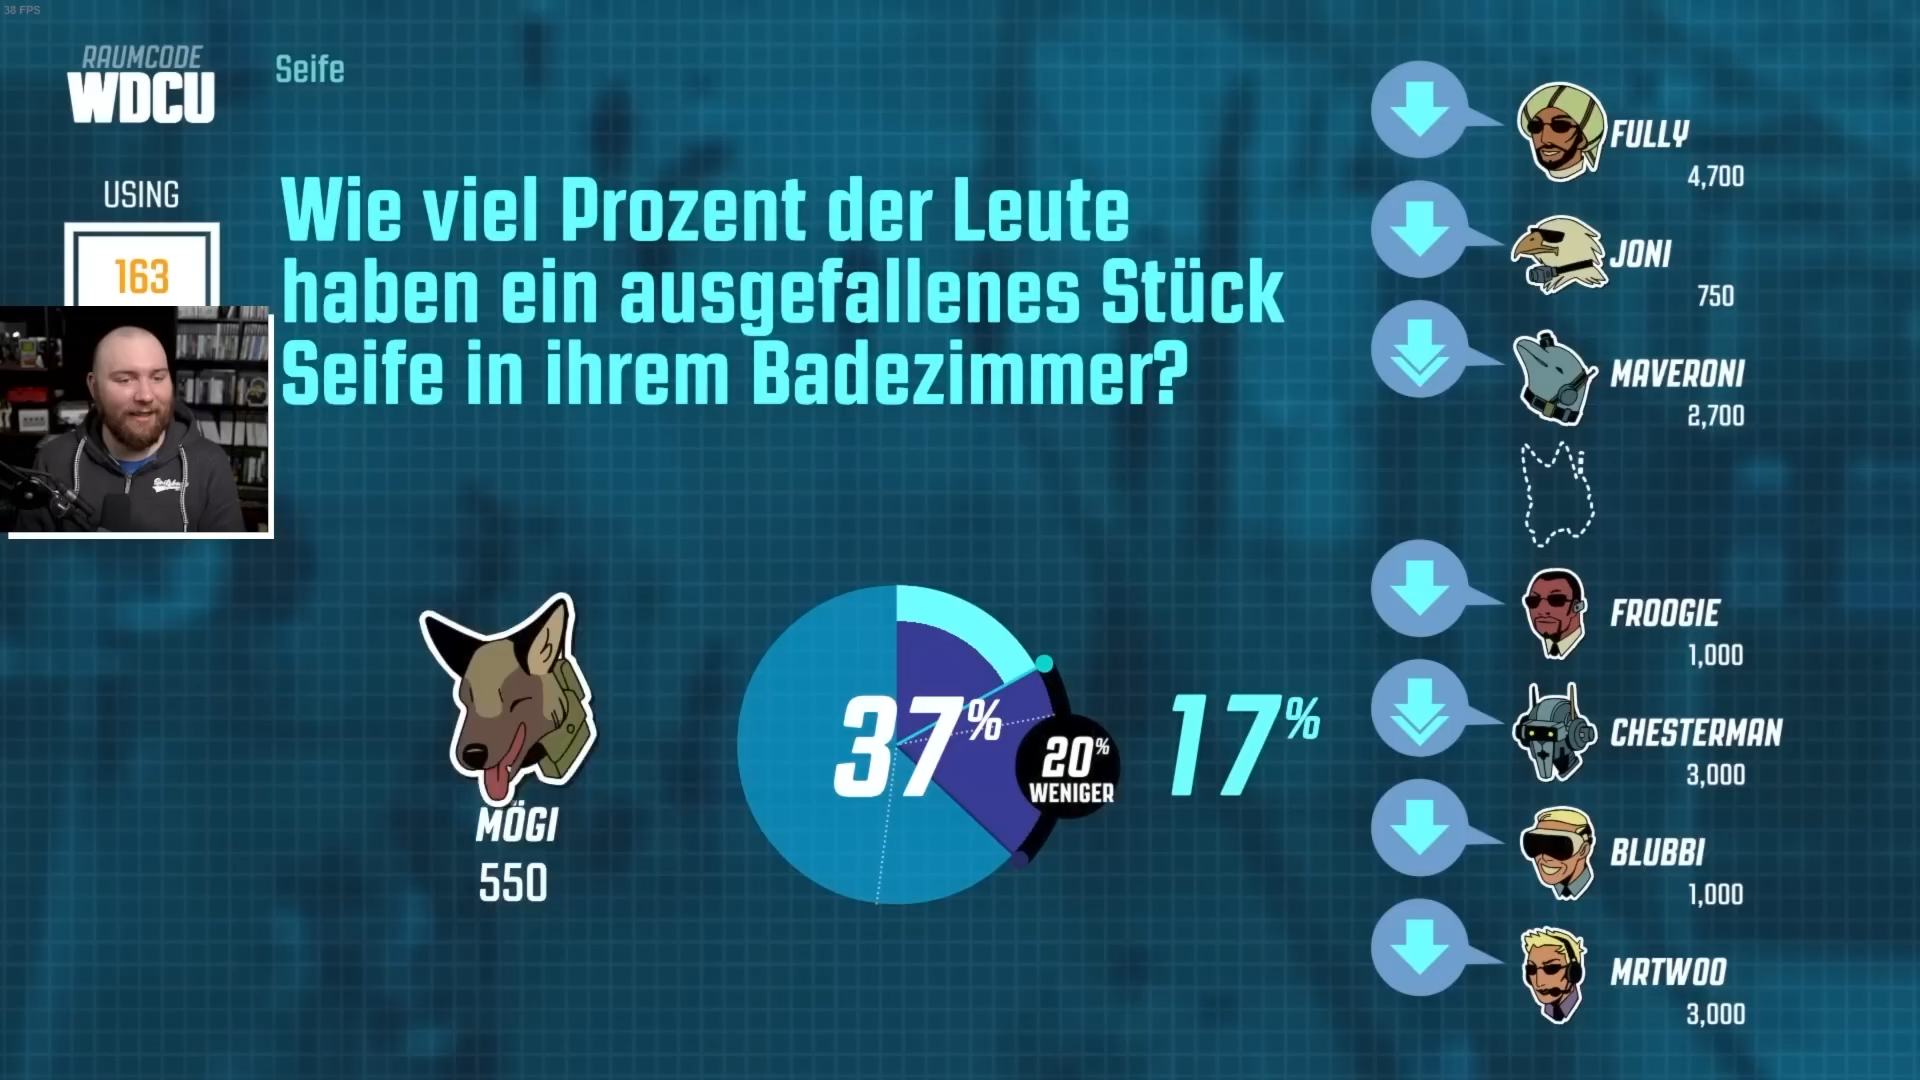 38 FPS
RAUMCODE
WDCU
Seife
USING
163
Wie viel Prozent der Leute
haben ein ausgefallenes Stück
Seife in ihrem Badezimmer?
MÖGI
550
37%
20%
WENIGER
17%
FULLY
4,700
JONI
750
MAVERONI
2,700
FROOGIE
1,000
CHESTERMAN
3,000
BLUBBI
1,000
MRTWOO
3,000